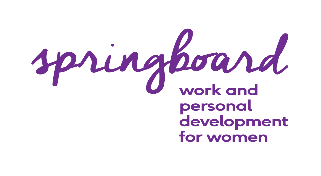 springboard
work and
personal
development
for women